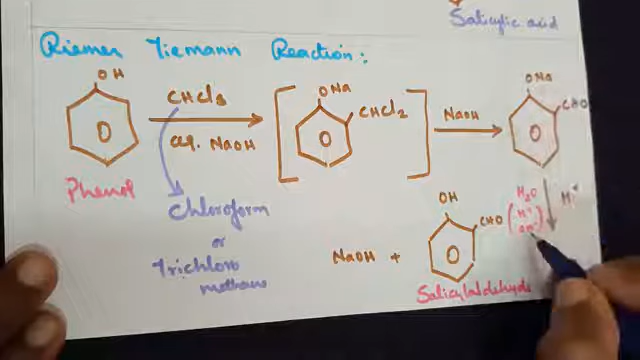 Salicylic acid
Riemer Tiemann Reaction:
OH
CHCl3
aq. NaOH
Phenol
ONa
CHCl2
NaOH
ONa
CHO
Chloroform
or
Trichloro
methane
H2O
H+
OH-
H+
NaOH +
OH
CHO
Salicylaldehyde